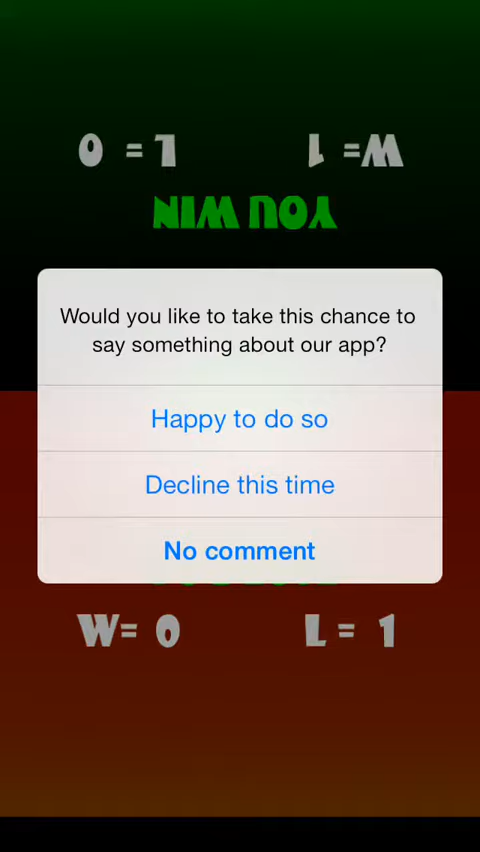 L = 0
W= 1
YOU WIN
Would you like to take this chance to
say something about our app?
Happy to do so
Decline this time
No comment
W= 0
L = 1